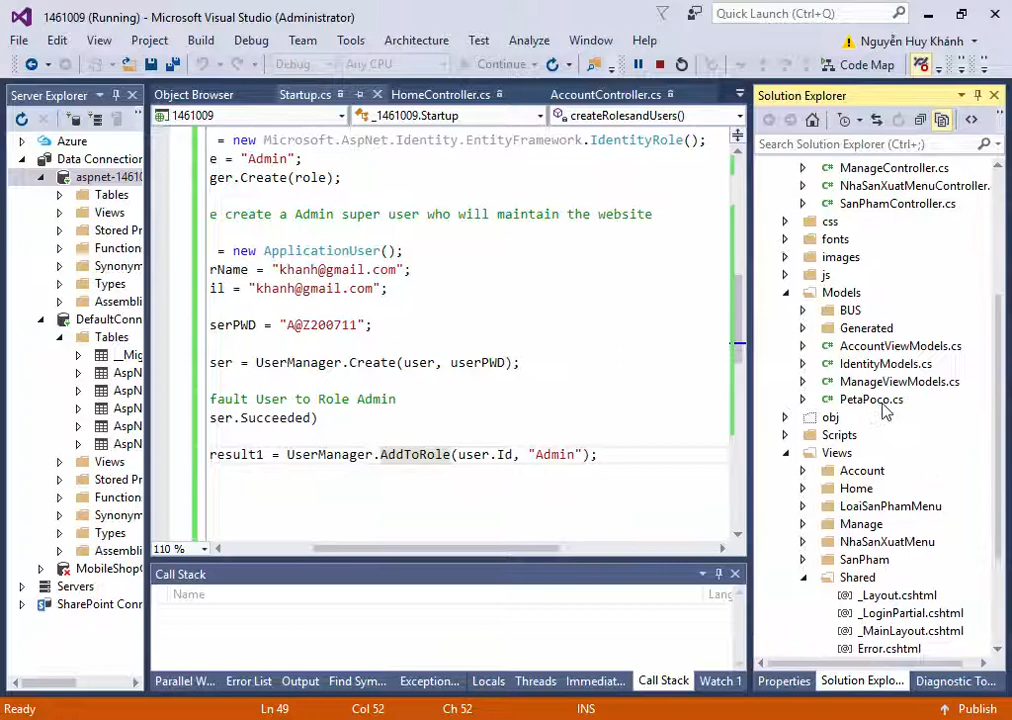 1461009 (Running) - Microsoft Visual Studio (Administrator)
Quick Launch (Ctrl+Q)
File Edit View Project Build Debug Team Tools Architecture Test Analyze Window Help
Nguyễn Huy Khánh
Debug Any CPU Continue Code Map
Server Explorer
Azure
Data Connection
aspnet-14610
Tables
Views
Stored Pr
Function
Synonym
Types
Assembli
DefaultConn
Tables
__Mig
AspN
AspN
AspN
AspN
AspN
Views
Stored Pr
Function
Synonym
Types
Assembli
MobileShop
Servers
SharePoint Conn
Object Browser Startup.cs HomeController.cs AccountController.cs
1461009 _1461009.Startup createRolesandUsers()
= new Microsoft.AspNet.Identity.EntityFramework.IdentityRole();
e = "Admin";
ger.Create(role);
e create a Admin super user who will maintain the website
= new ApplicationUser();
rName = "khanh@gmail.com";
il = "khanh@gmail.com";
serPWD = "A@Z200711";
ser = UserManager.Create(user, userPWD);
fault User to Role Admin
ser.Succeeded)
result1 = UserManager.AddToRole(user.Id, "Admin");
110 %
Call Stack
Name Lang
Parallel W... Error List Output Find Sym... Exception... Locals Threads Immediat... Call Stack Watch 1
Solution Explorer
Search Solution Explorer (Ctrl+;)
ManageController.cs
NhaSanXuatMenuController.
SanPhamController.cs
css
fonts
images
js
Models
BUS
Generated
AccountViewModels.cs
IdentityModels.cs
ManageViewModels.cs
PetaPoco.cs
obj
Scripts
Views
Account
Home
LoaiSanPhamMenu
Manage
NhaSanXuatMenu
SanPham
Shared
_Layout.cshtml
_LoginPartial.cshtml
_MainLayout.cshtml
Error.cshtml
Properties Solution Explo... Diagnostic To...
Ready Ln 49 Col 52 Ch 52 INS Publish